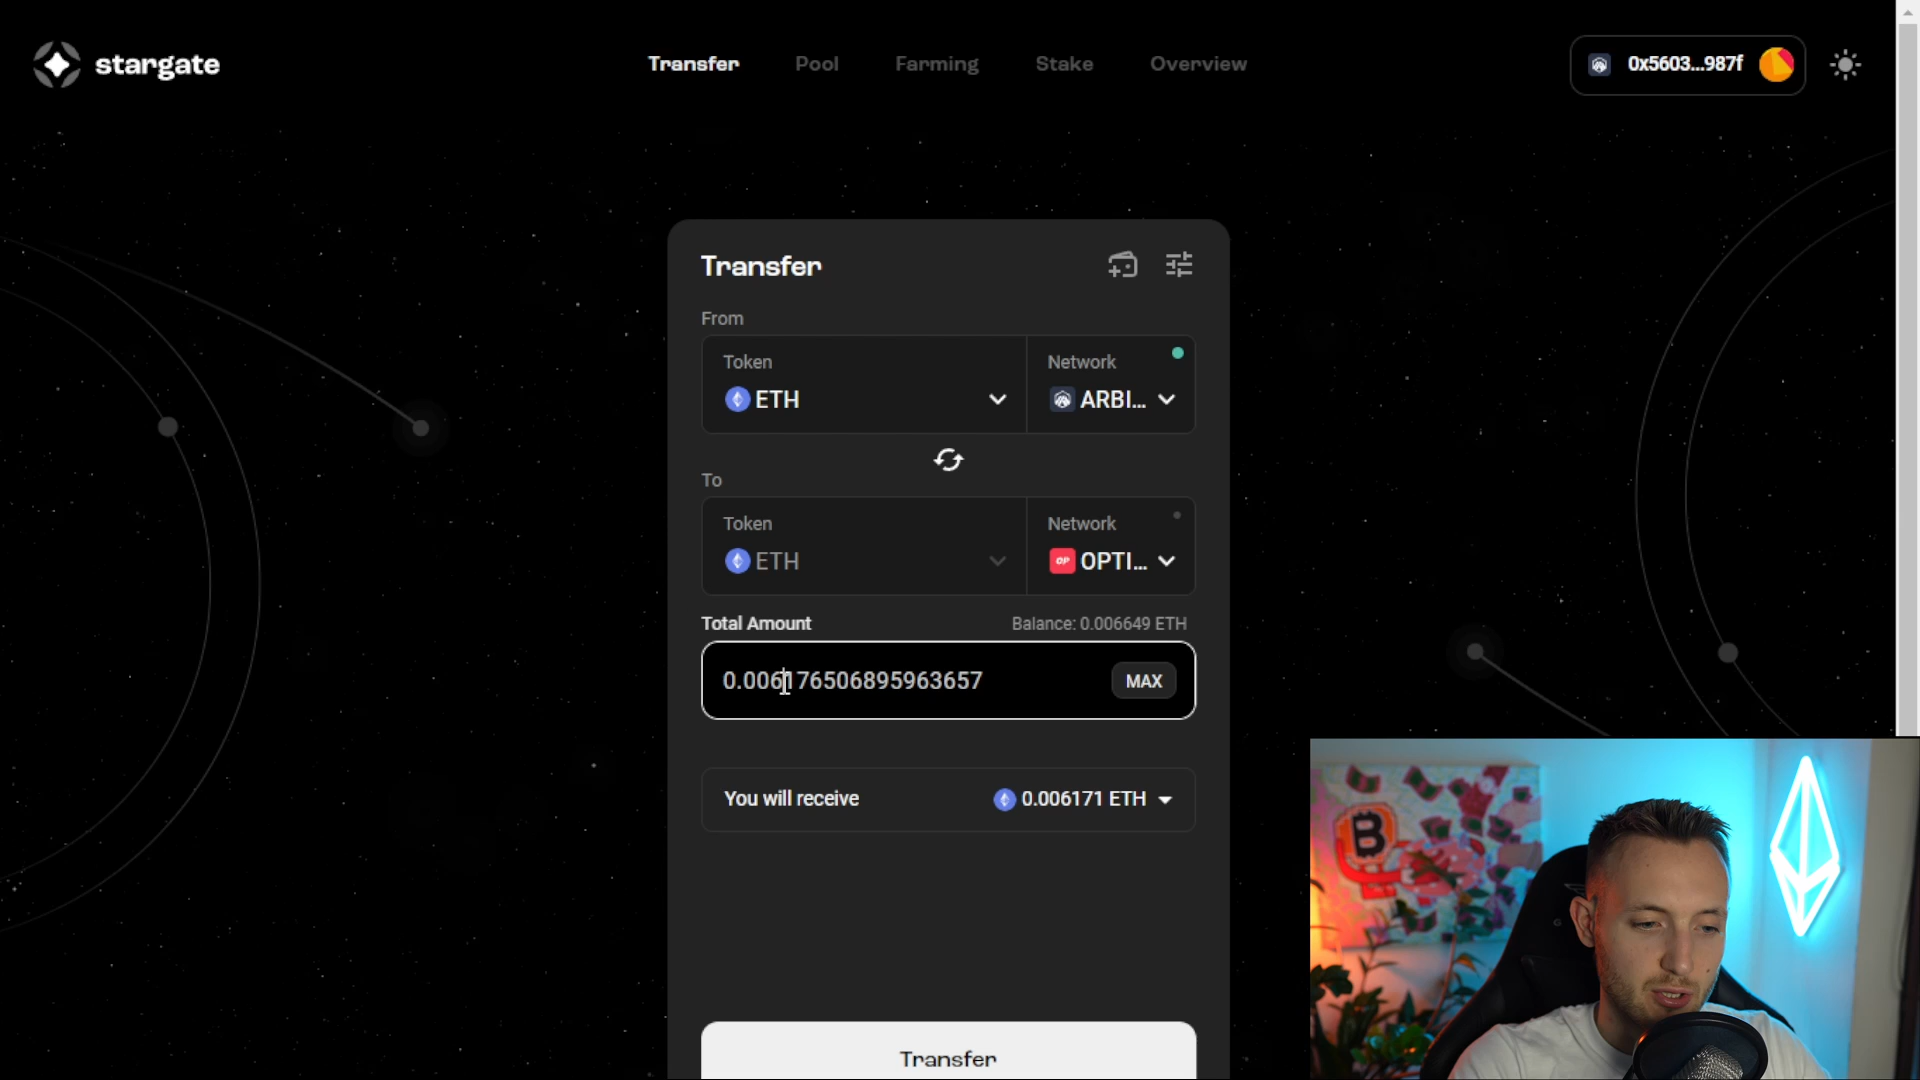 stargate
Transfer Pool Farming Stake Overview
0x5603...987f
Transfer
From
Token Network
ETH ARBI...
To
Token Network
ETH OP OPTI...
Total Amount Balance: 0.006649 ETH
0.006176506895963657 MAX
You will receive 0.006171 ETH
Transfer